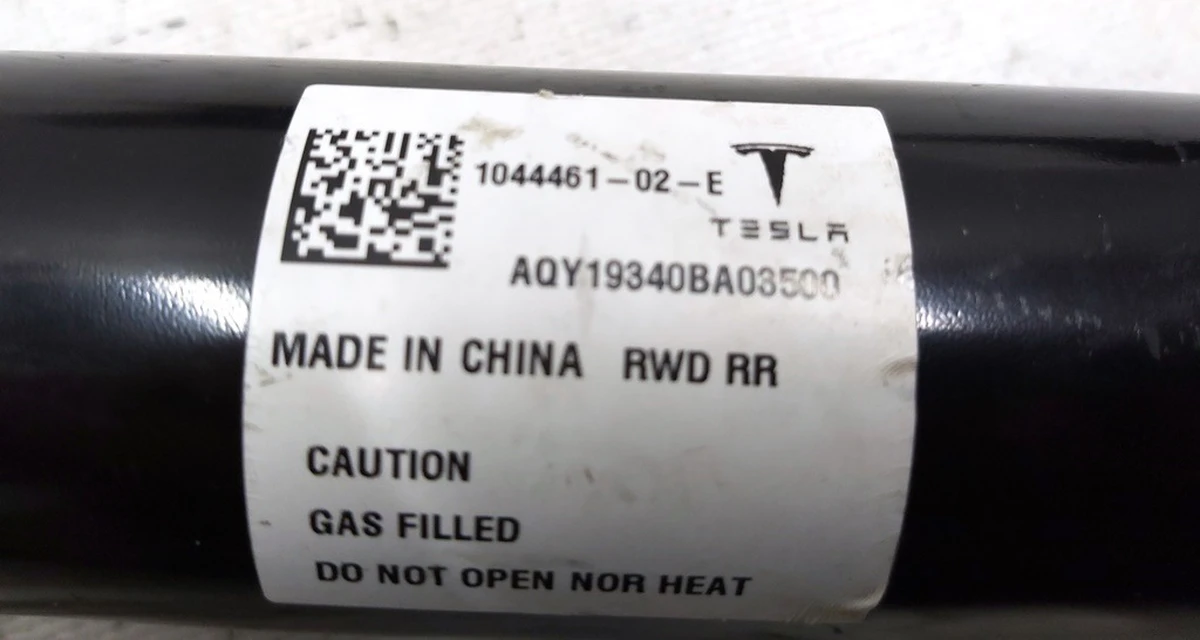 1044461-02-E
TESLA
AQY19340BA03500
MADE IN CHINA RWD RR
CAUTION
GAS FILLED
DO NOT OPEN NOR HEAT